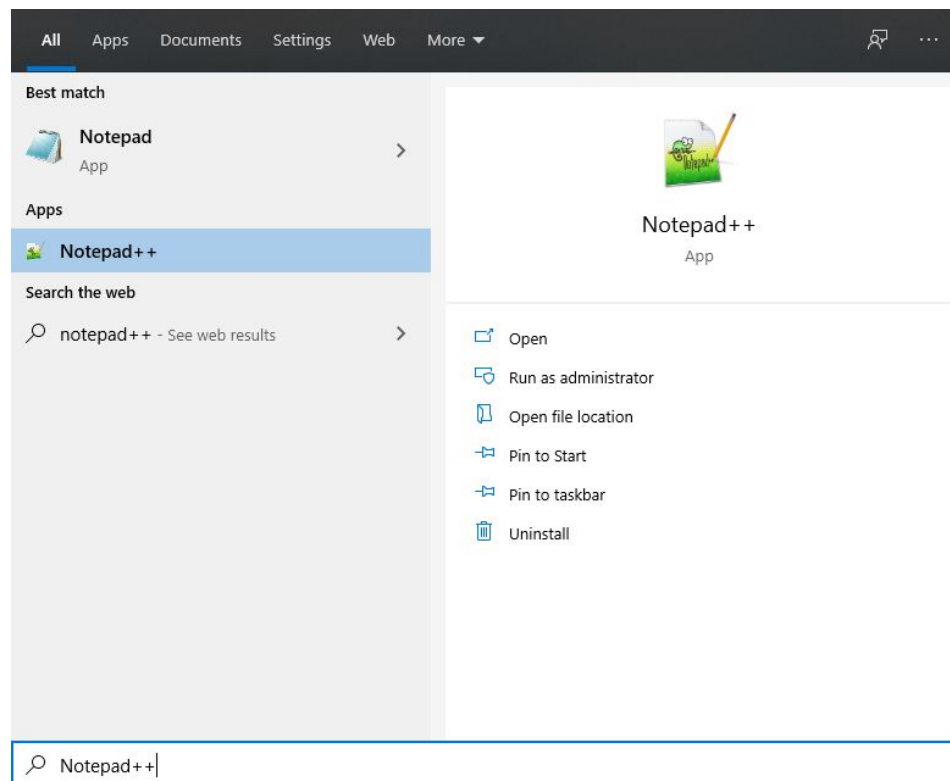 All Apps Documents Settings Web More
Best match
Notepad
App
Apps
Notepad++
Search the web
notepad++ - See web results
Notepad++
Notepad++
App
Open
Run as administrator
Open file location
Pin to Start
Pin to taskbar
Uninstall
Notepad++